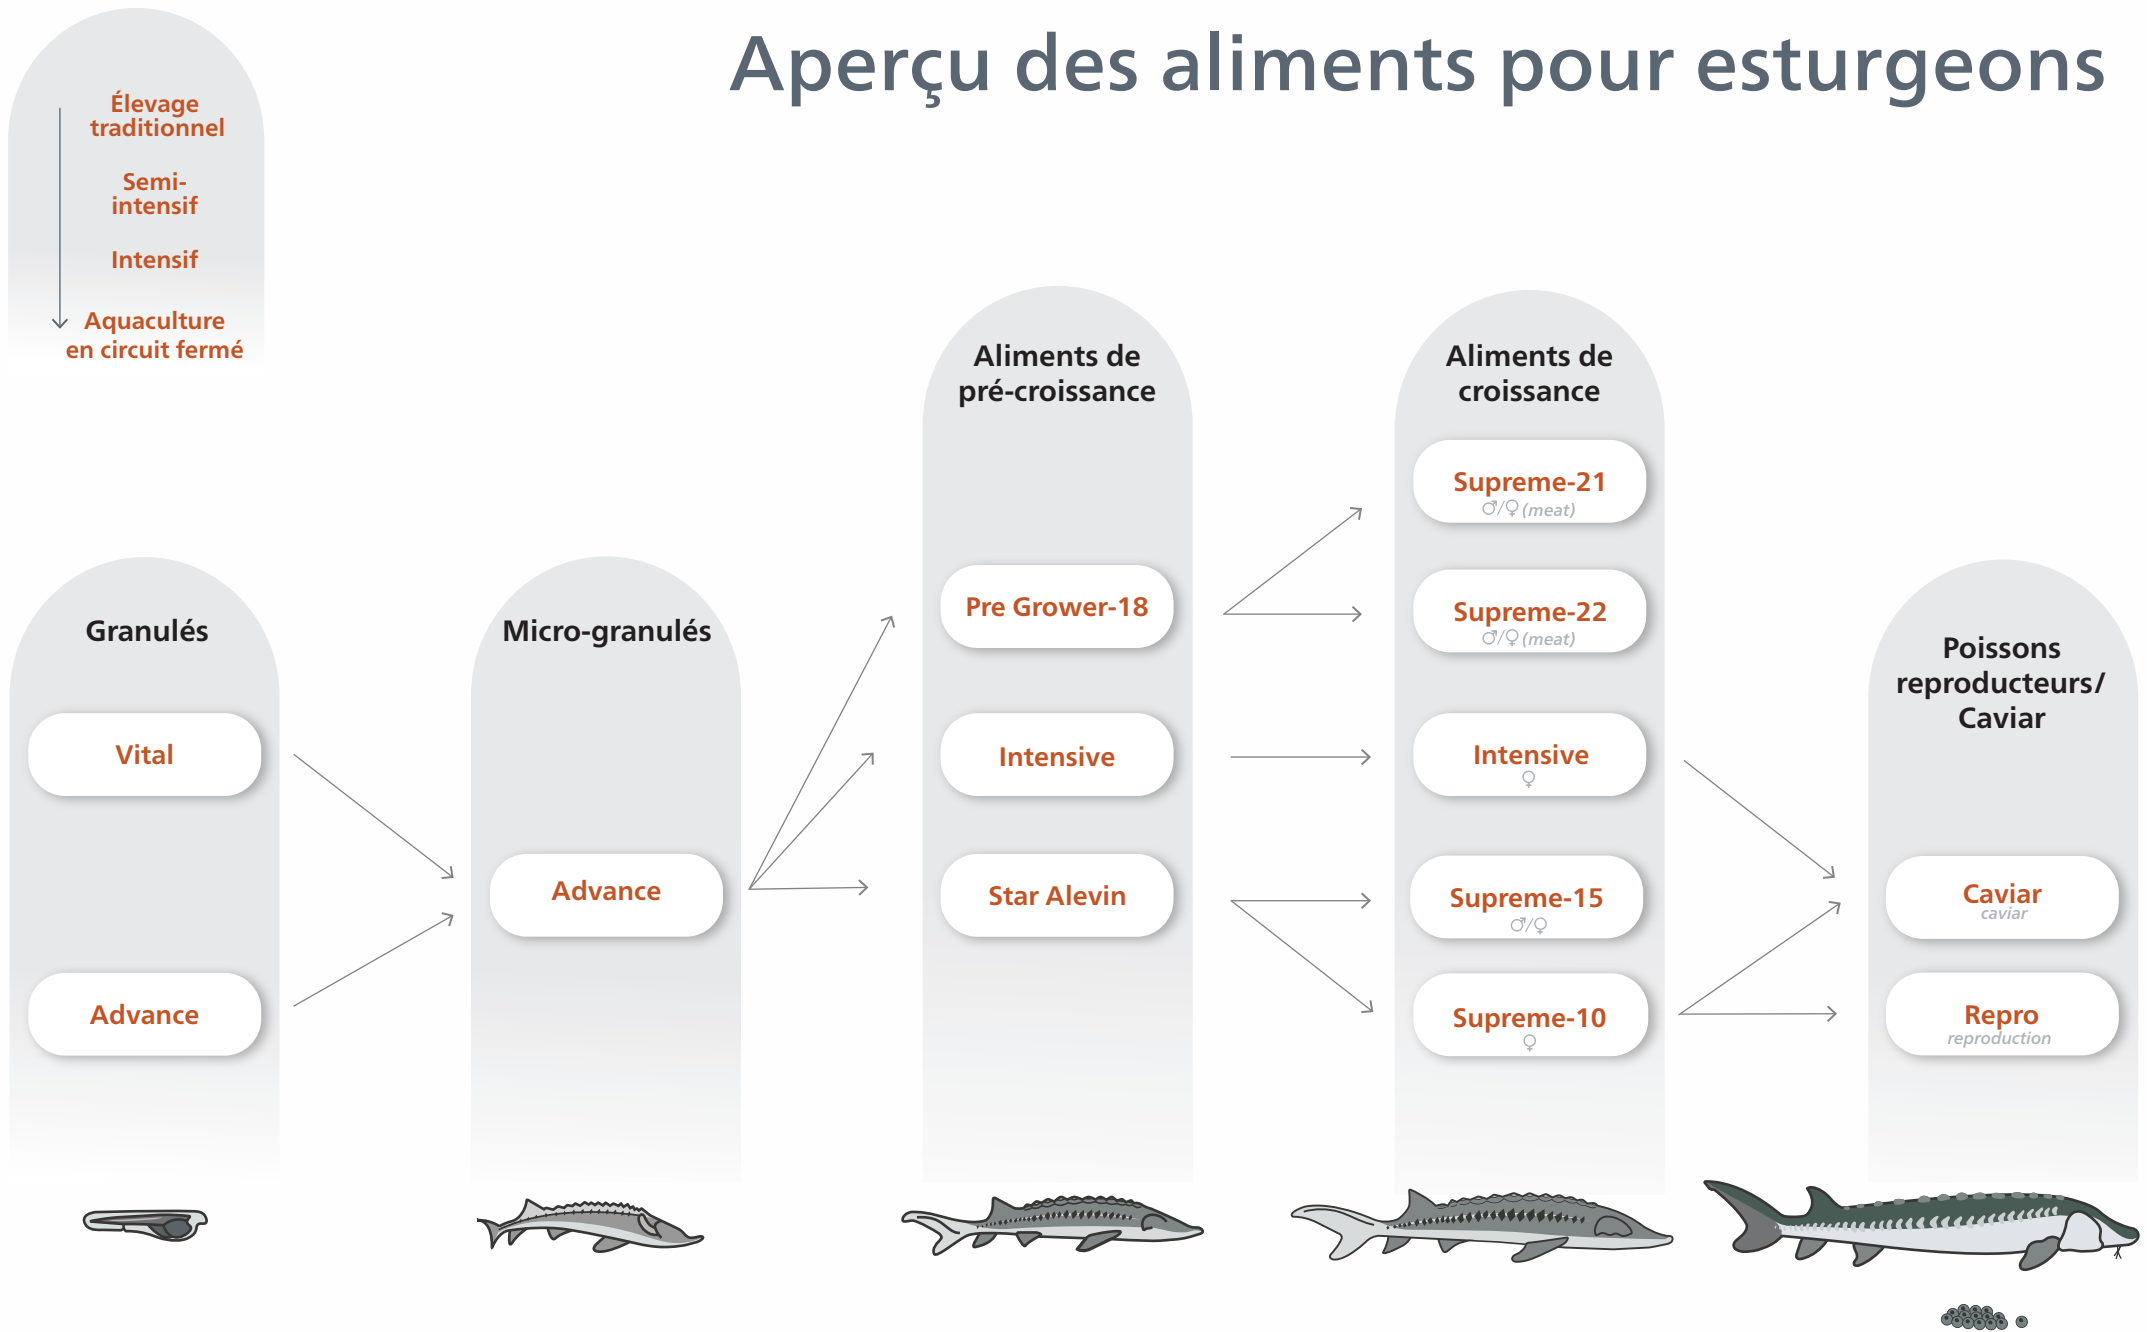 Aperçu des aliments pour esturgeons
Élevage
traditionnel
Semi-
intensif
Intensif
Aquaculture
en circuit fermé
Granulés
Vital
Advance
Micro-granulés
Advance
Aliments de
pré-croissance
Pre Grower-18
Intensive
Star Alevin
Aliments de
croissance
Supreme-21
♂/♀ (meat)
Supreme-22
♂/♀ (meat)
Intensive
♀
Supreme-15
♂/♀
Supreme-10
♀
Poissons
reproducteurs/
Caviar
Caviar
caviar
Repro
reproduction